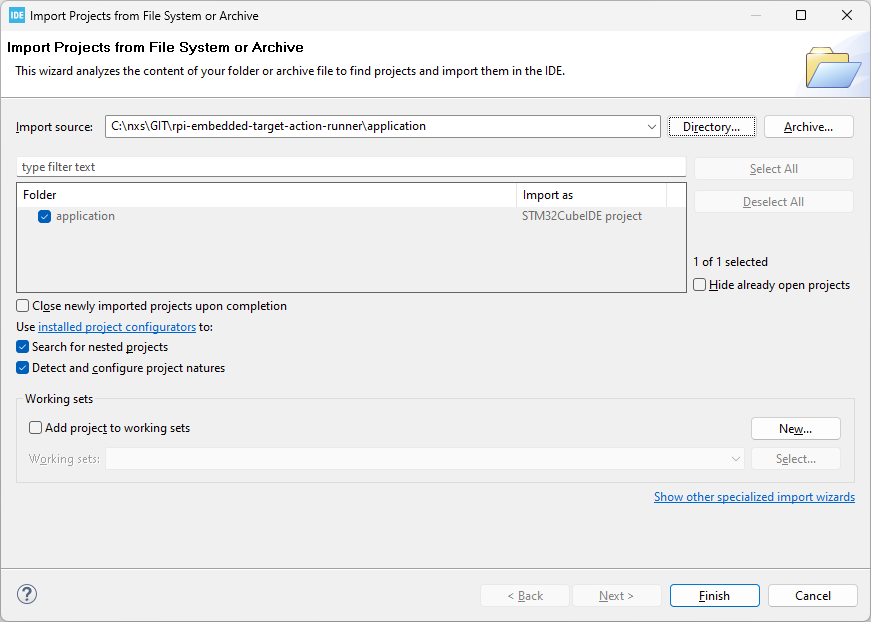 IDE Import Projects from File System or Archive
Import Projects from File System or Archive
This wizard analyzes the content of your folder or archive file to find projects and import them in the IDE.
Import source: C:\nxs\GIT\rpi-embedded-target-action-runner\application Directory... Archive...
type filter text Select All
Folder Import as Deselect All
application STM32CubeIDE project
1 of 1 selected
Hide already open projects
Close newly imported projects upon completion
Use installed project configurators to:
Search for nested projects
Detect and configure project natures
Working sets
Add project to working sets New...
Working sets: Select...
Show other specialized import wizards
? < Back Next > Finish Cancel